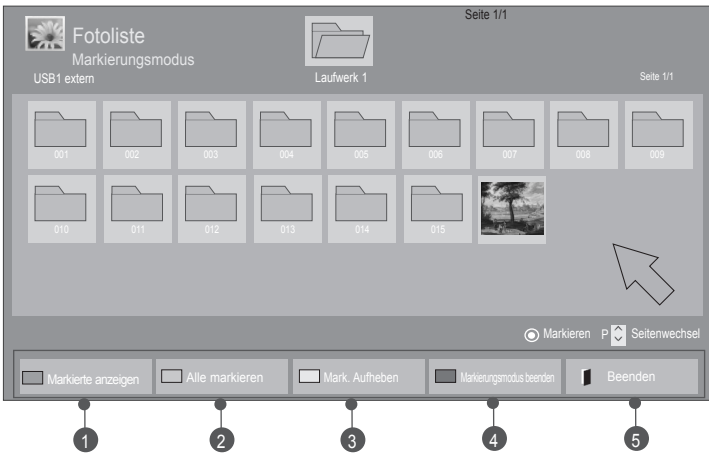 Seite 1/1
Fotoliste
Markierungsmodus
USB1 extern
Laufwerk 1
Seite 1/1
001 002 003 004 005 006 007 008 009
010 011 012 013 014 015
Markieren P Seitenwechsel
Markierte anzeigen Alle markieren Mark. Aufheben Markierungsmodus beenden Beenden
1 2 3 4 5